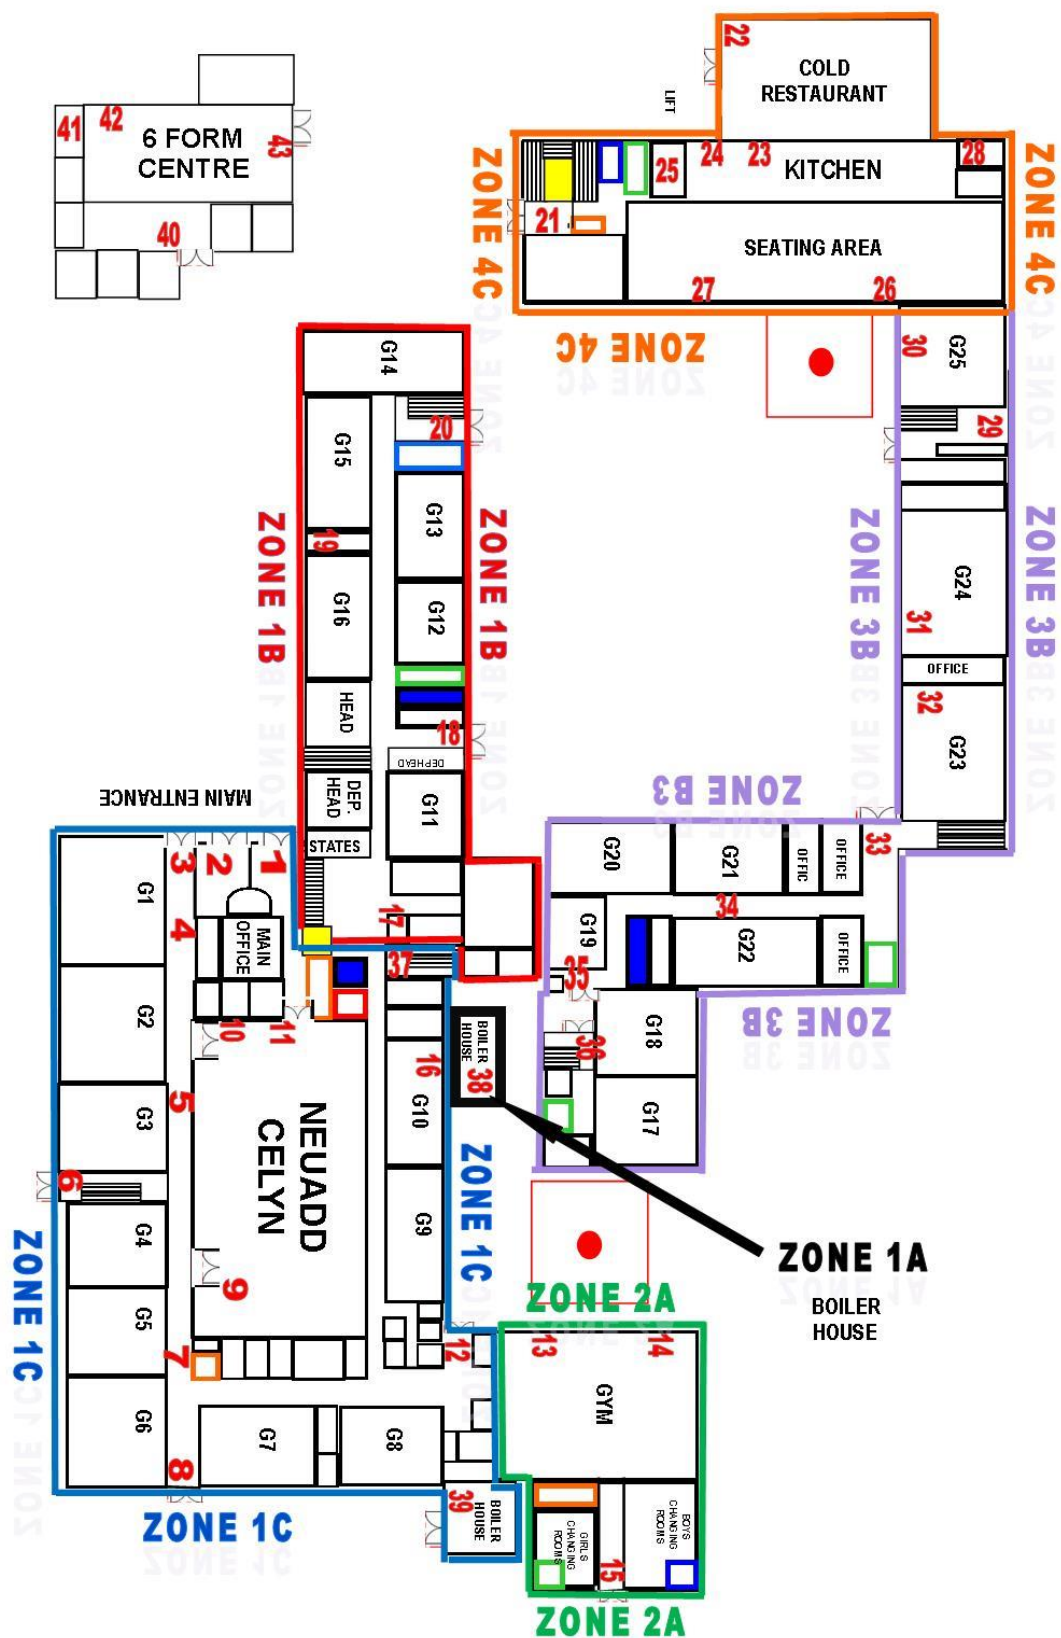 22
COLD
RESTAURANT
LIFT
41
42
6 FORM
CENTRE
43
40
ZONE 4C
25
24
23
KITCHEN
28
ZONE 4C
21
SEATING AREA
27
26
ZONE 4C
G14
20
G15
19
G13
G16
G12
ZONE 1B
ZONE 1B
HEAD
18
DEPHEAD
DEP.
HEAD
G11
STATES
17
37
G25
30
29
G24
31
ZONE 3B
ZONE 3B
OFFICE
32
G23
33
ZONE B3
G20
G21
OFFIC
OFFICE
34
G19
G22
OFFICE
35
ZONE 3B
36
G18
G17
MAIN ENTRANCE
1
2
3
G1
4
MAIN
OFFICE
G2
10
11
5
G3
NEUADD
CELYN
16
G10
BOILER
HOUSE
38
6
G4
G9
ZONE 1C
9
G5
7
12
ZONE 1C
G6
G7
G8
8
39
BOILER
HOUSE
ZONE 1C
ZONE 1A
BOILER
HOUSE
ZONE 2A
13
14
GYM
GIRLS
CHANGING
ROOMS
BOYS
CHANGING
ROOMS
15
ZONE 2A